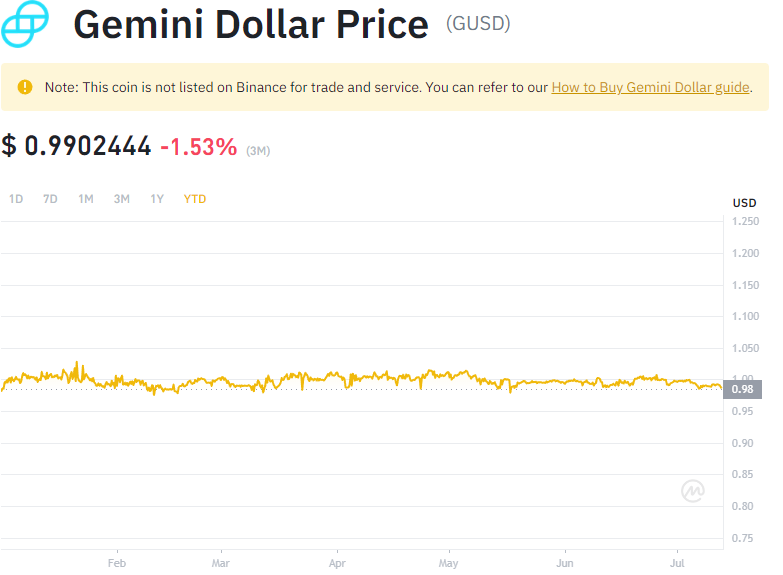 Gemini Dollar Price (GUSD)
Note: This coin is not listed on Binance for trade and service. You can refer to our How to Buy Gemini Dollar guide.
$ 0.9902444 -1.53% (3M)
1D 7D 1M 3M 1Y YTD
USD
1.250
1.200
1.150
1.100
1.050
1.00
0.98
0.95
0.90
0.85
0.80
0.75
Feb Mar Apr May Jun Jul